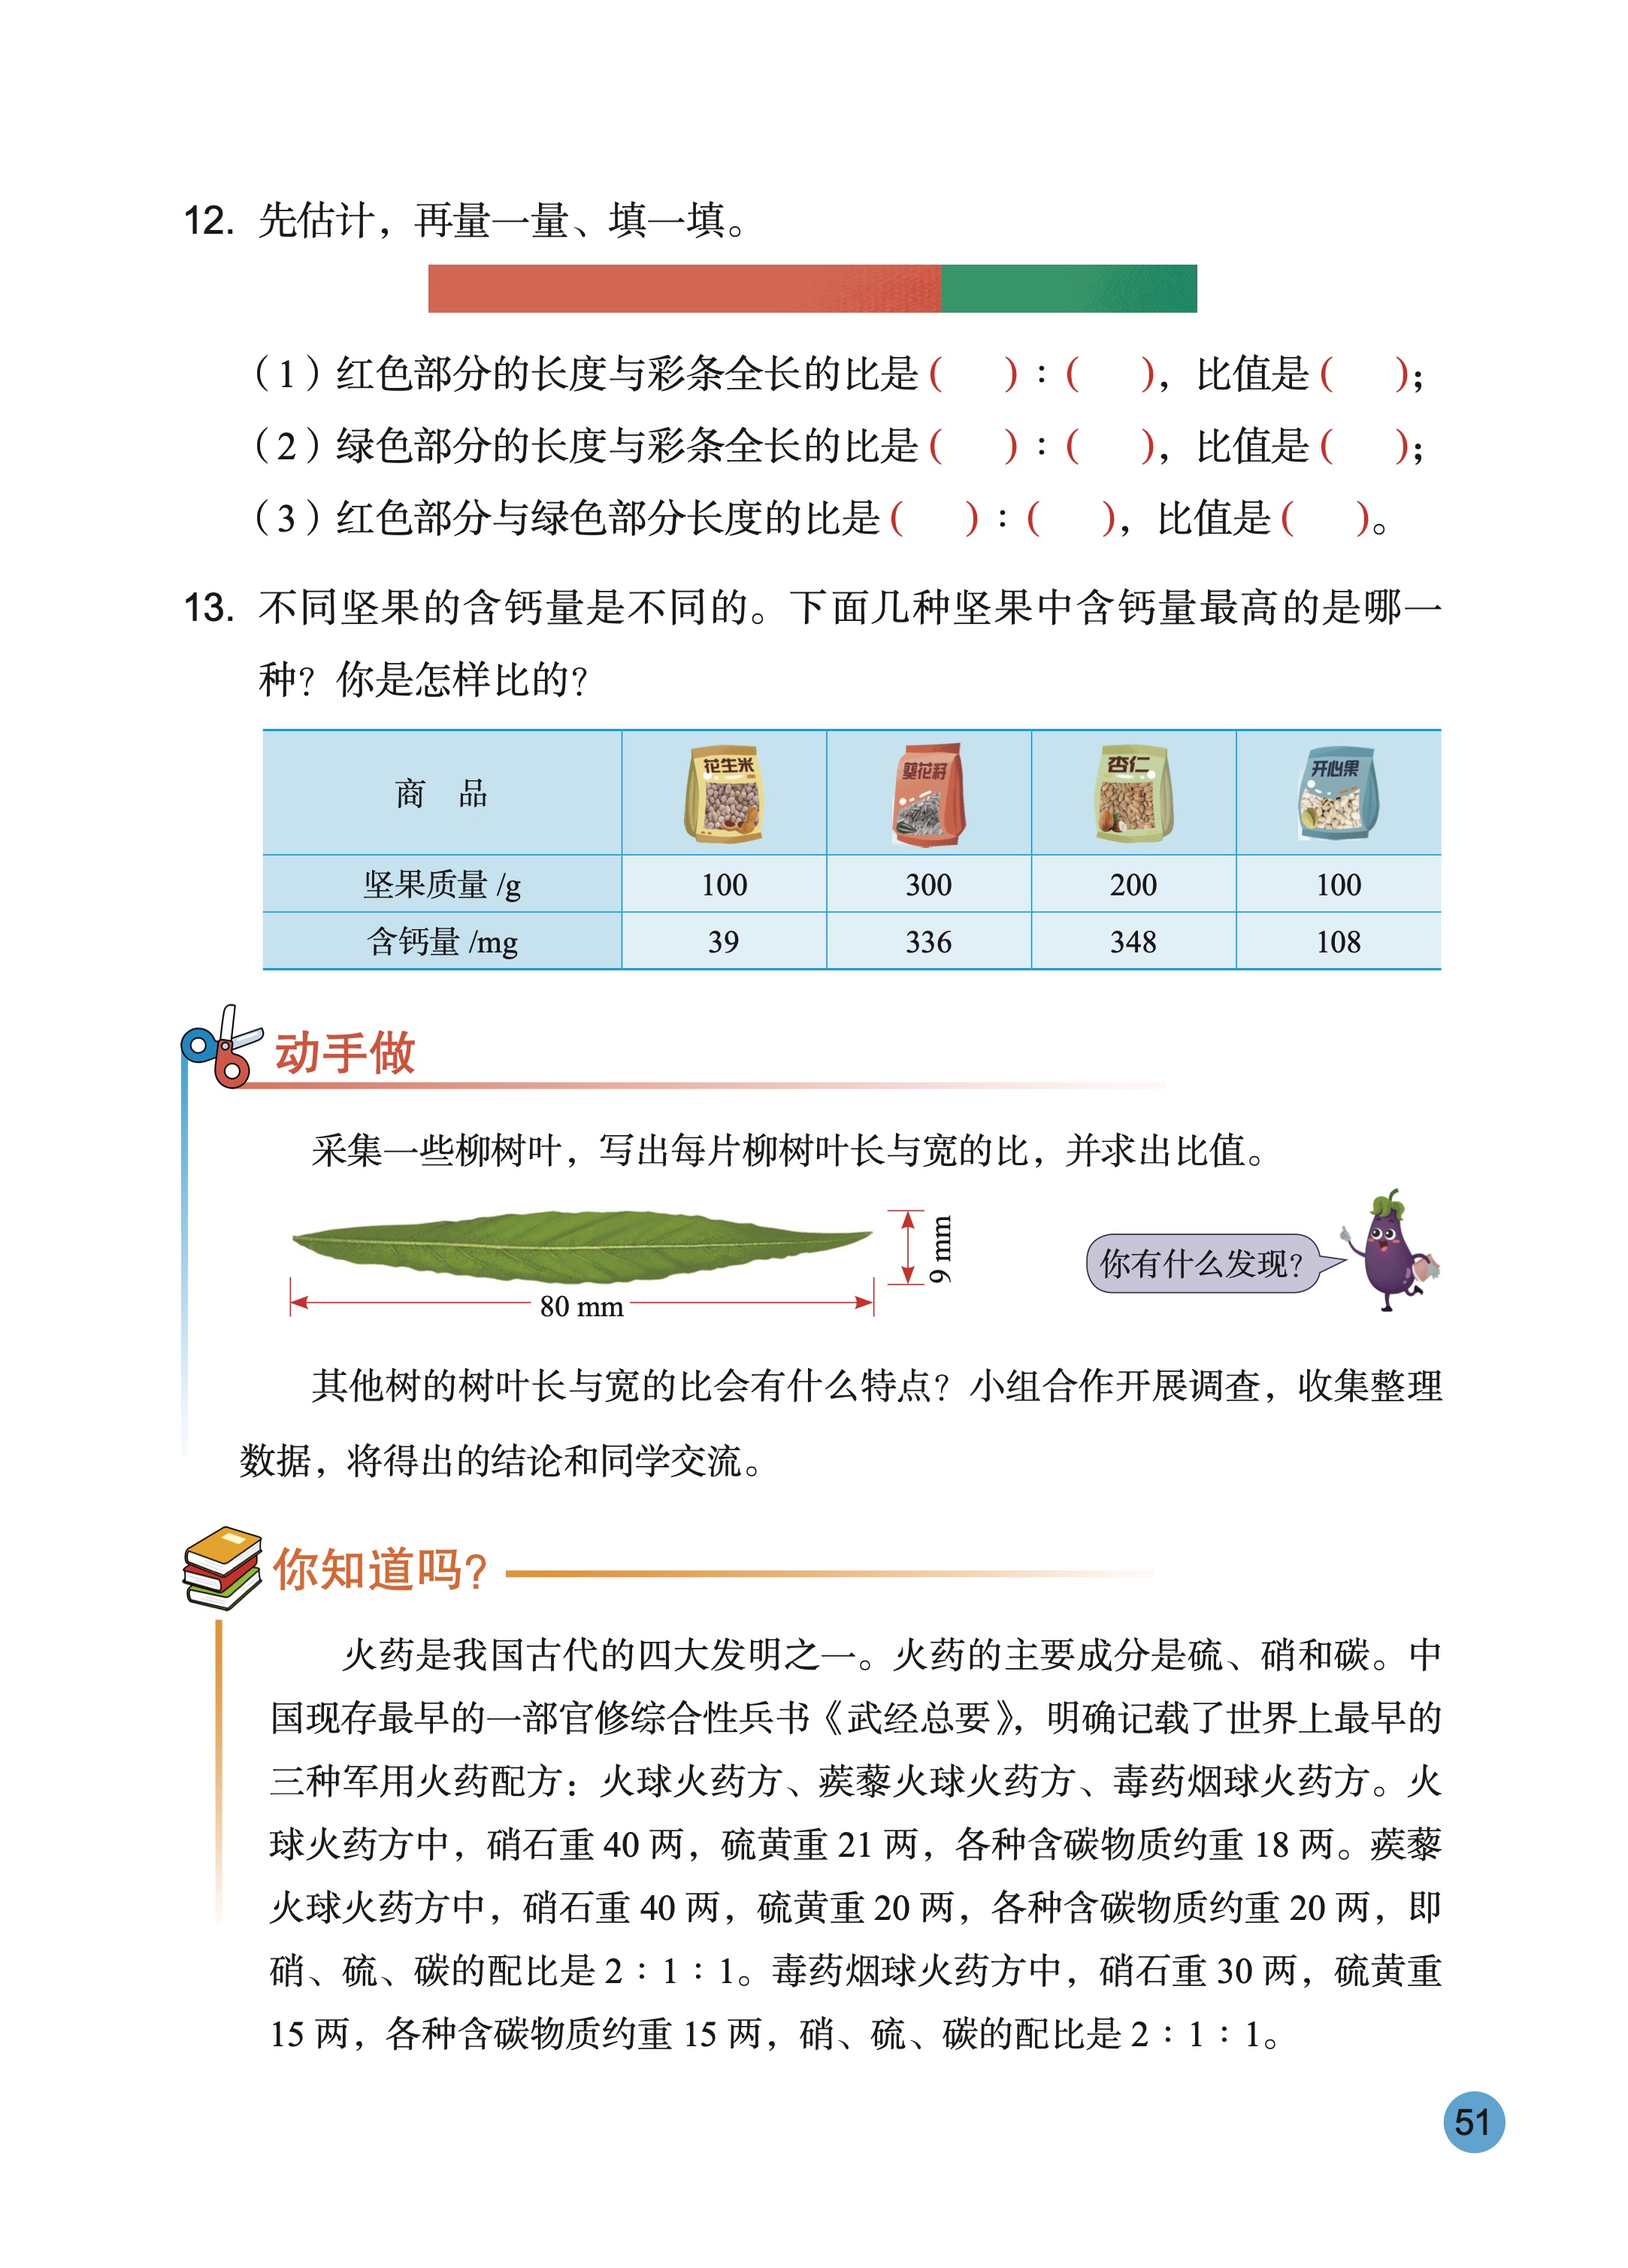 12. 先估计，再量一量、填一填。
（1）红色部分的长度与彩条全长的比是(　　)∶(　　)，比值是(　　)；
（2）绿色部分的长度与彩条全长的比是(　　)∶(　　)，比值是(　　)；
（3）红色部分与绿色部分长度的比是(　　)∶(　　)，比值是(　　)。
13. 不同坚果的含钙量是不同的。下面几种坚果中含钙量最高的是哪一
种？你是怎样比的？
商　品 花生米 葵花籽 杏仁 开心果
坚果质量 /g 100 300 200 100
含钙量 /mg 39 336 348 108
动手做
采集一些柳树叶，写出每片柳树叶长与宽的比，并求出比值。
9 mm
你有什么发现？
80 mm
其他树的树叶长与宽的比会有什么特点？小组合作开展调查，收集整理
数据，将得出的结论和同学交流。
你知道吗？
火药是我国古代的四大发明之一。火药的主要成分是硫、硝和碳。中
国现存最早的一部官修综合性兵书《武经总要》，明确记载了世界上最早的
三种军用火药配方：火球火药方、蒺藜火球火药方、毒药烟球火药方。火
球火药方中，硝石重 40 两，硫黄重 21 两，各种含碳物质约重 18 两。蒺藜
火球火药方中，硝石重 40 两，硫黄重 20 两，各种含碳物质约重 20 两，即
硝、硫、碳的配比是 2∶1∶1。毒药烟球火药方中，硝石重 30 两，硫黄重
15 两，各种含碳物质约重 15 两，硝、硫、碳的配比是 2∶1∶1。
51